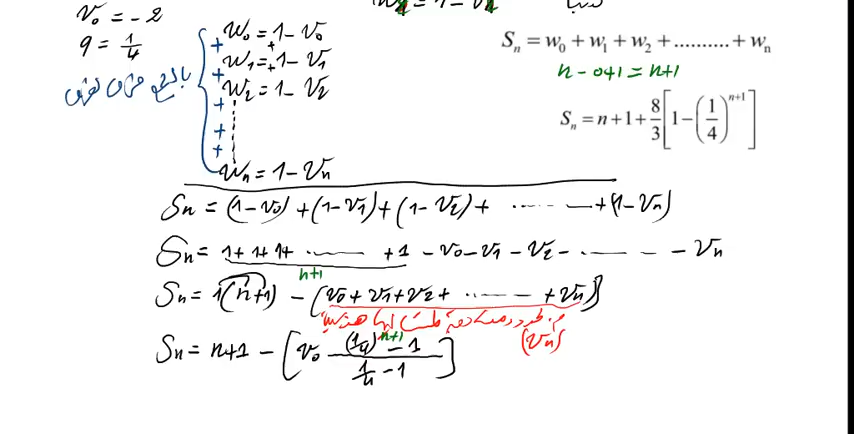 v₀ = -2
q = 1/4
بالجمع طرف لطرف
w₀ = 1 - v₀
w₁ = 1 - v₁
w₂ = 1 - v₂
wₙ = 1 - vₙ
Sₙ = w₀ + w₁ + w₂ + .......... + wₙ
n - 0 + 1 = n + 1
Sₙ = n + 1 + 8/3 [1 - (1/4)ⁿ⁺¹]
Sₙ = (1 - v₀) + (1 - v₁) + (1 - v₂) + ...... + (1 - vₙ)
Sₙ = 1 + 1 + 1 + ...... + 1 - v₀ - v₁ - v₂ - ...... - vₙ
n+1
Sₙ = 1(n+1) - (v₀ + v₁ + v₂ + ...... + vₙ)
(vₙ)
Sₙ = n+1 - [v₀ ((1/4)ⁿ⁺¹ - 1)/(1/4 - 1)]